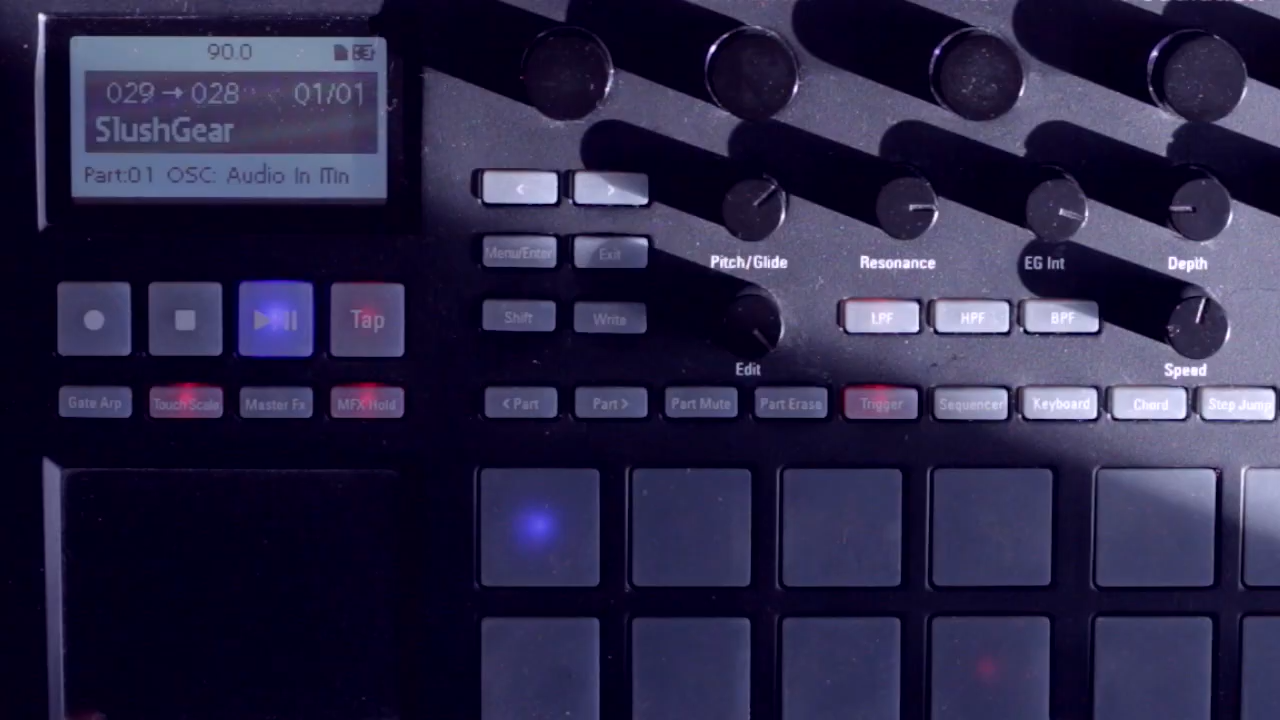 90.0
029 → 028 01/01
SlushGear
Part:01 OSC: Audio In
< >
Menu/Enter Exit
Pitch/Glide Resonance EG Int Depth
Tap Shift Write LPF HPF BPF
Edit Speed
Gate Arp Touch Scale Master Fx MFX Hold < Part Part > Part Mute Part Erase Trigger Sequencer Keyboard Chord Step Jump